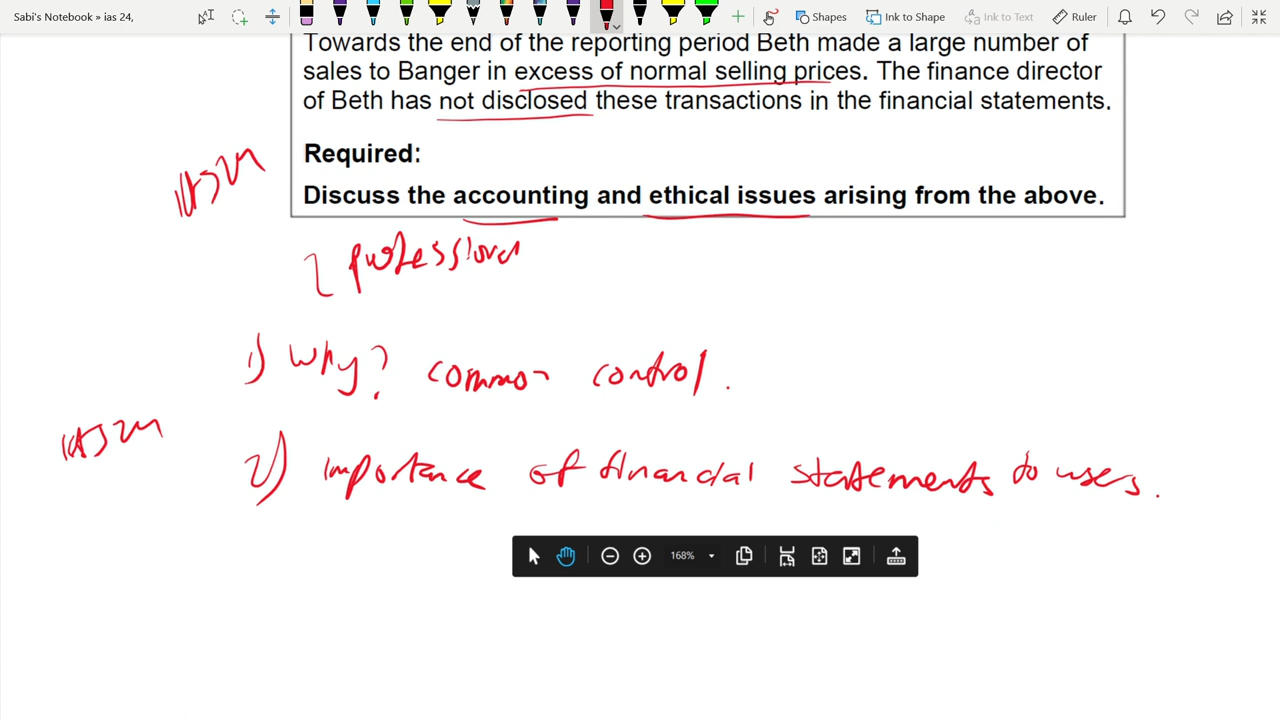 Sabi's Notebook » ias 24,
Shapes
Ink to Shape
Ink to Text
Ruler
Towards the end of the reporting period Beth made a large number of
sales to Banger in excess of normal selling prices. The finance director
of Beth has not disclosed these transactions in the financial statements.
Required:
Discuss the accounting and ethical issues arising from the above.
IAS 24
2 professional
1) Why? common control.
IAS 24
2) importance of financial statements to users.
168%